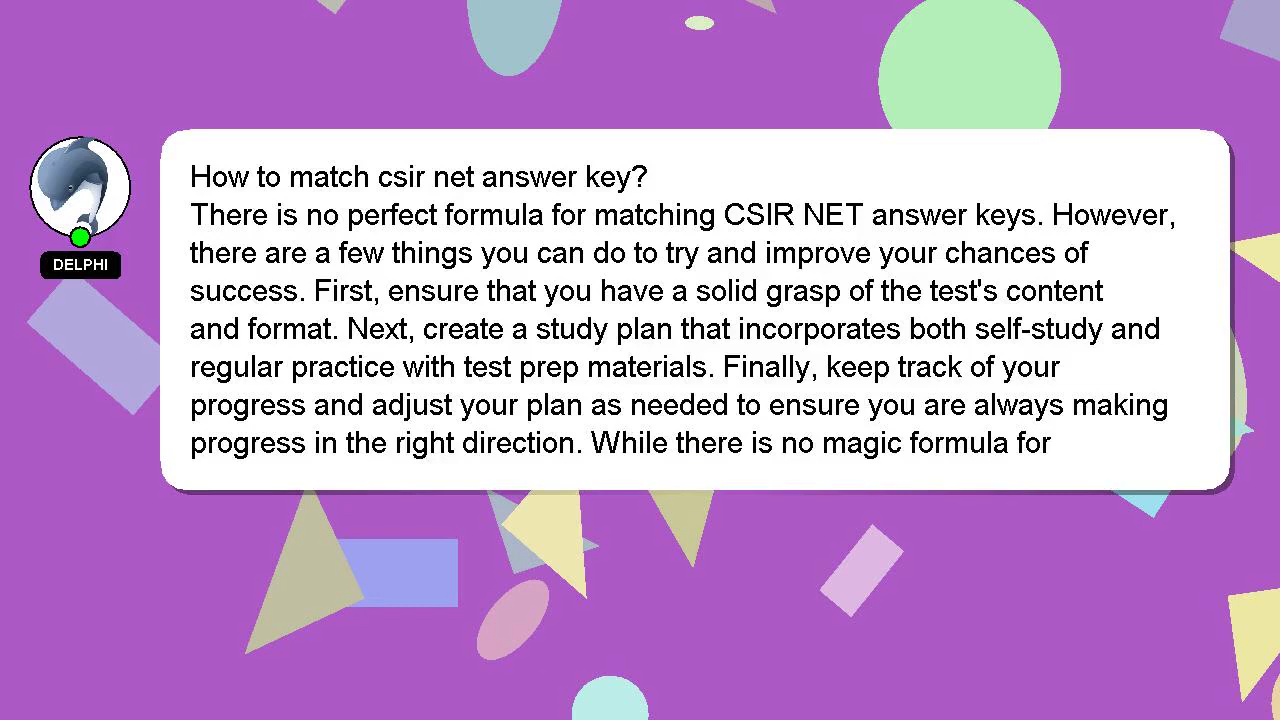 How to match csir net answer key?
There is no perfect formula for matching CSIR NET answer keys. However,
there are a few things you can do to try and improve your chances of
success. First, ensure that you have a solid grasp of the test's content
and format. Next, create a study plan that incorporates both self-study and
regular practice with test prep materials. Finally, keep track of your
progress and adjust your plan as needed to ensure you are always making
progress in the right direction. While there is no magic formula for
DELPHI